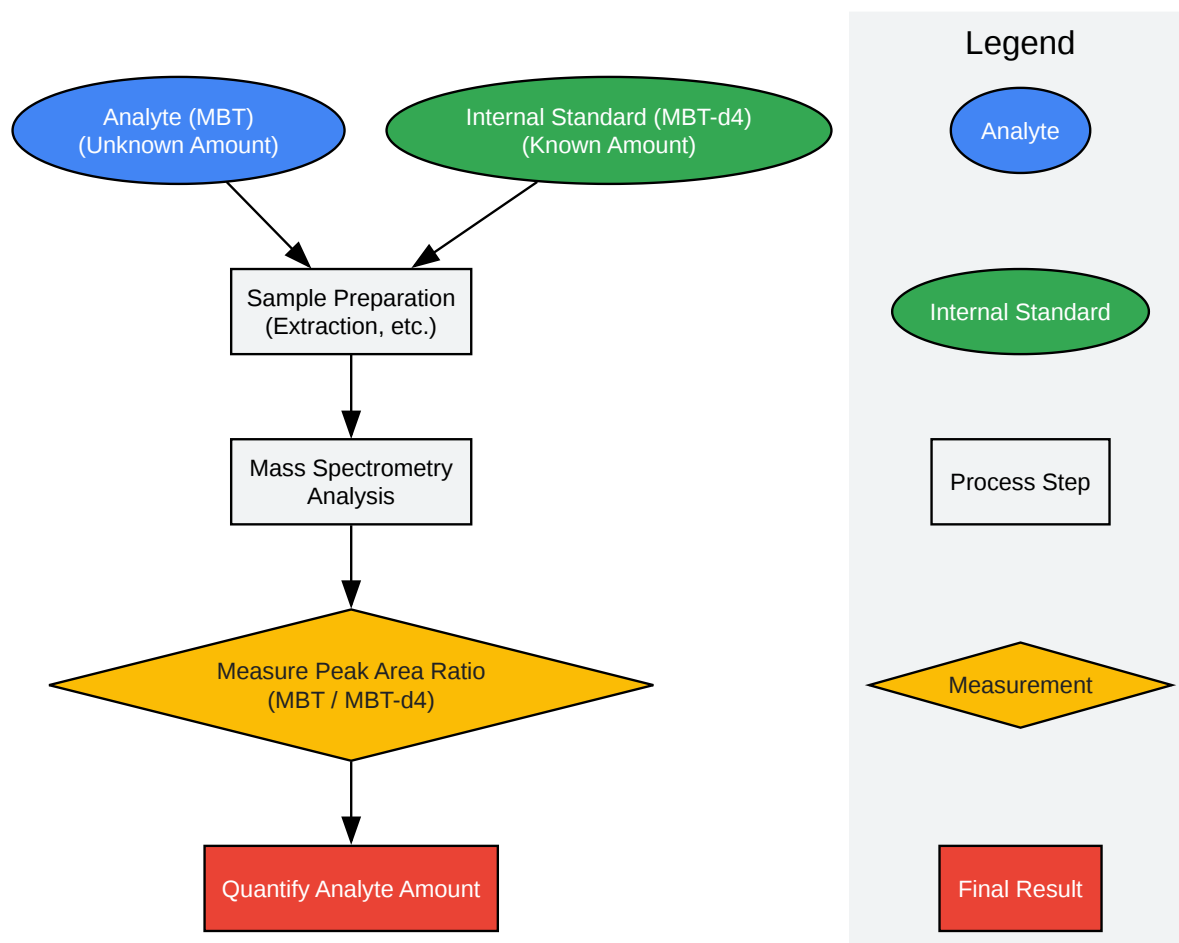 Analyte (MBT)
(Unknown Amount)
Internal Standard (MBT-d4)
(Known Amount)
Sample Preparation
(Extraction, etc.)
Mass Spectrometry
Analysis
Measure Peak Area Ratio
(MBT / MBT-d4)
Quantify Analyte Amount
Legend
Analyte
Internal Standard
Process Step
Measurement
Final Result